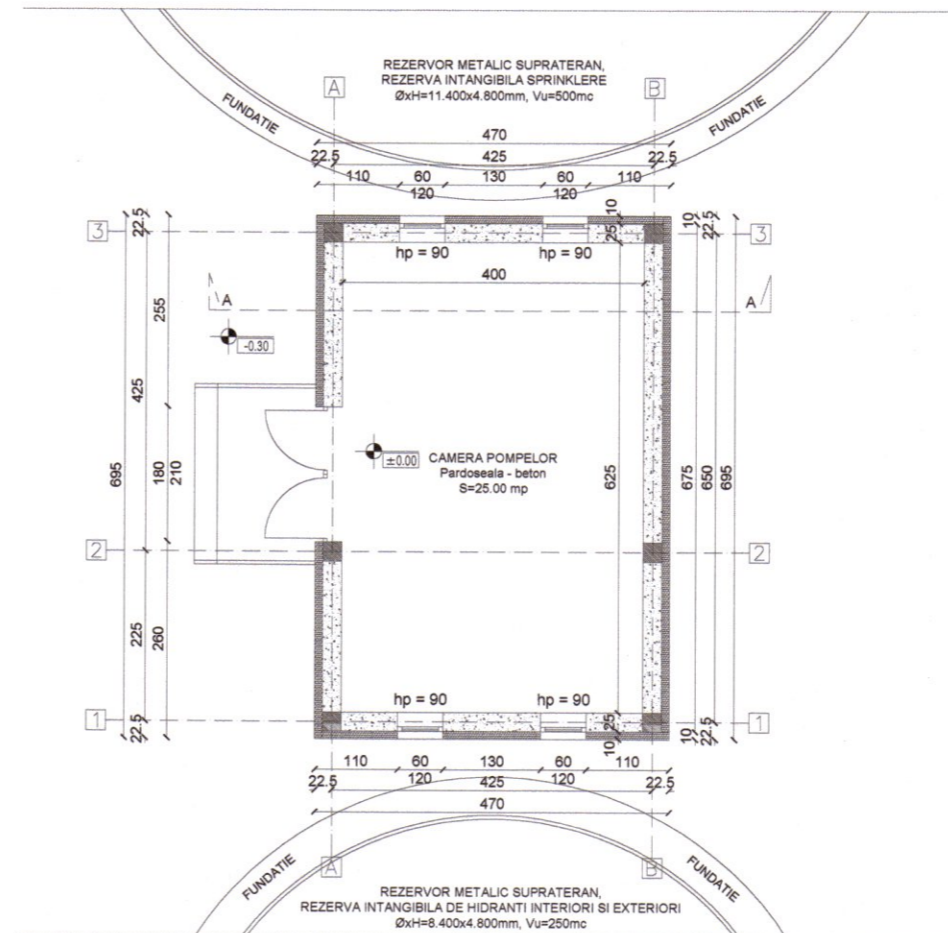 REZERVOR METALIC SUPRATERAN,
REZERVA INTANGIBILA SPRINKLERE
ØxH=11.400x4.800mm, Vu=500mc
A
B
FUNDATIE
FUNDATIE
470
22.5
425
22.5
110
60
130
60
110
120
120
3
22.5
10
25
10
22.5
3
hp = 90
hp = 90
400
A
A
255
-0.30
425
±0.00
CAMERA POMPELOR
Pardoseala - beton
S=25.00 mp
695
180
210
625
675
650
695
2
2
225
260
hp = 90
hp = 90
1
22.5
25
10
10
22.5
1
110
60
130
60
110
22.5
120
425
120
22.5
470
A
B
FUNDATIE
FUNDATIE
REZERVOR METALIC SUPRATERAN,
REZERVA INTANGIBILA DE HIDRANTI INTERIORI SI EXTERIORI
ØxH=8.400x4.800mm, Vu=250mc